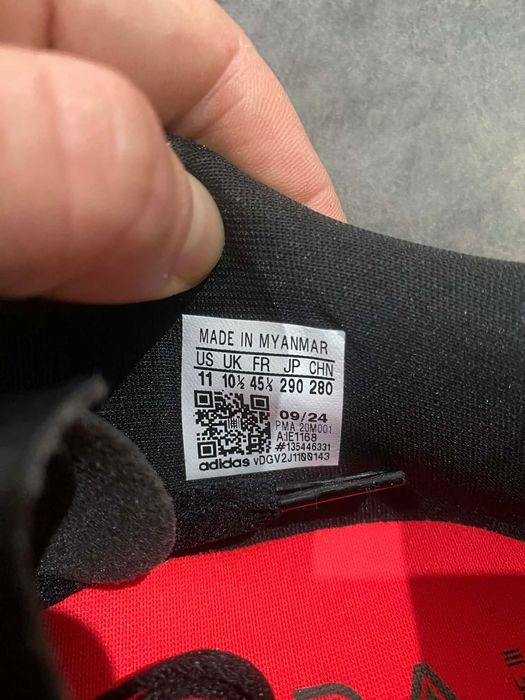 MADE IN MYANMAR
US UK FR JP CHN
11 10½ 45⅓ 290 280
09/24
PMA 20M001
A:IE1168
#135446331
adidas vDGV2J1100143